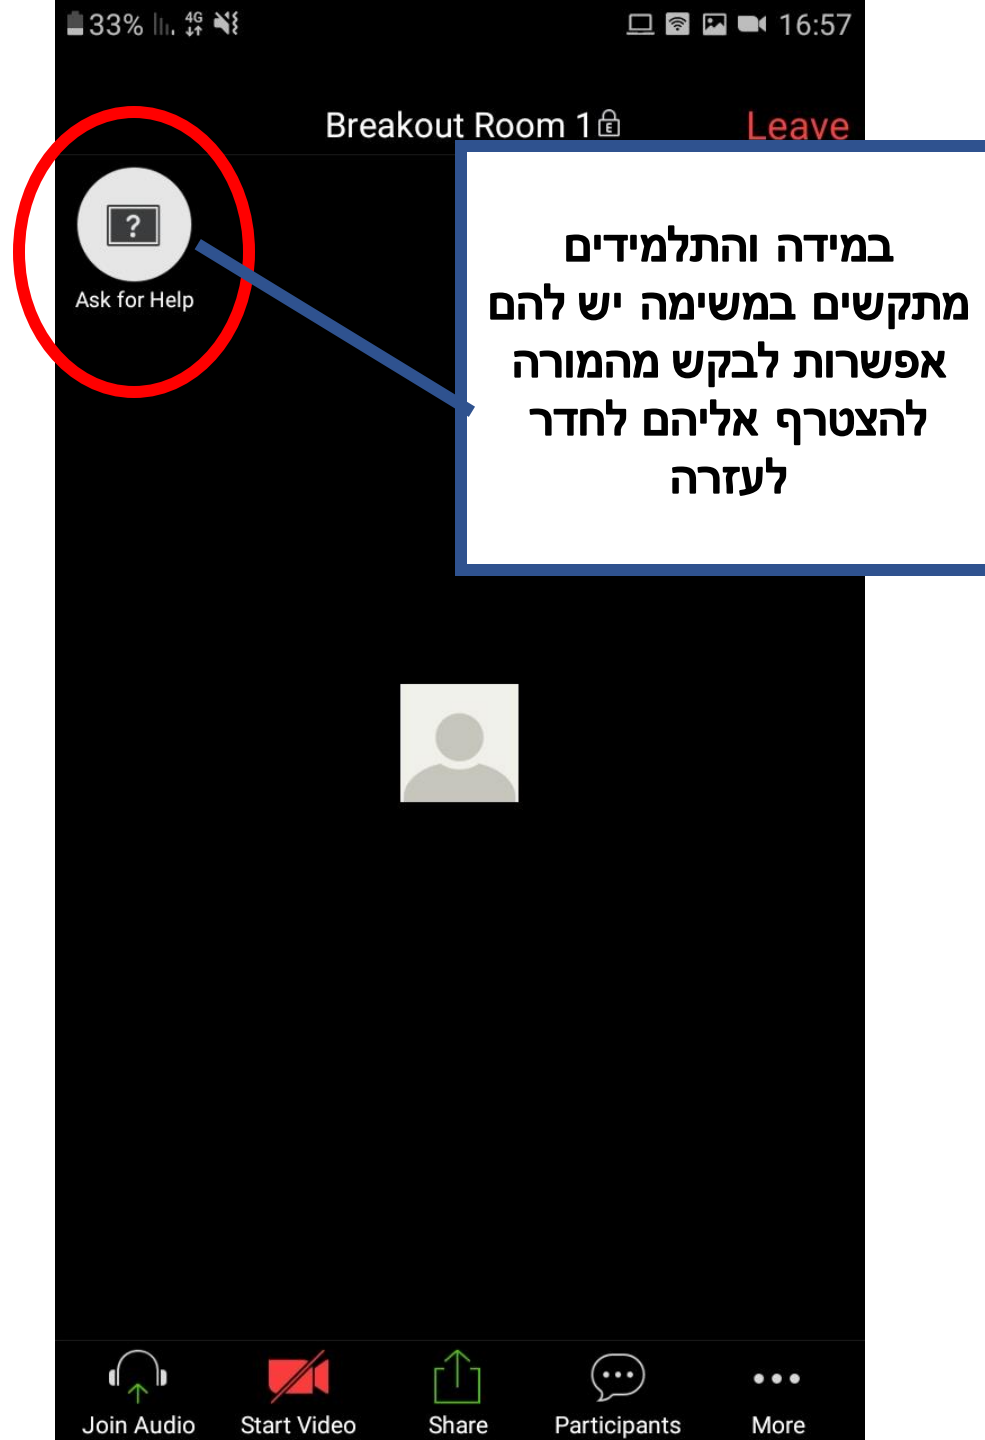 33% 4G 16:57
Breakout Room 1 Leave
?
Ask for Help
במידה והתלמידים
מתקשים במשימה יש להם
אפשרות לבקש מהמורה
להצטרף אליהם לחדר
לעזרה
Join Audio Start Video Share Participants More